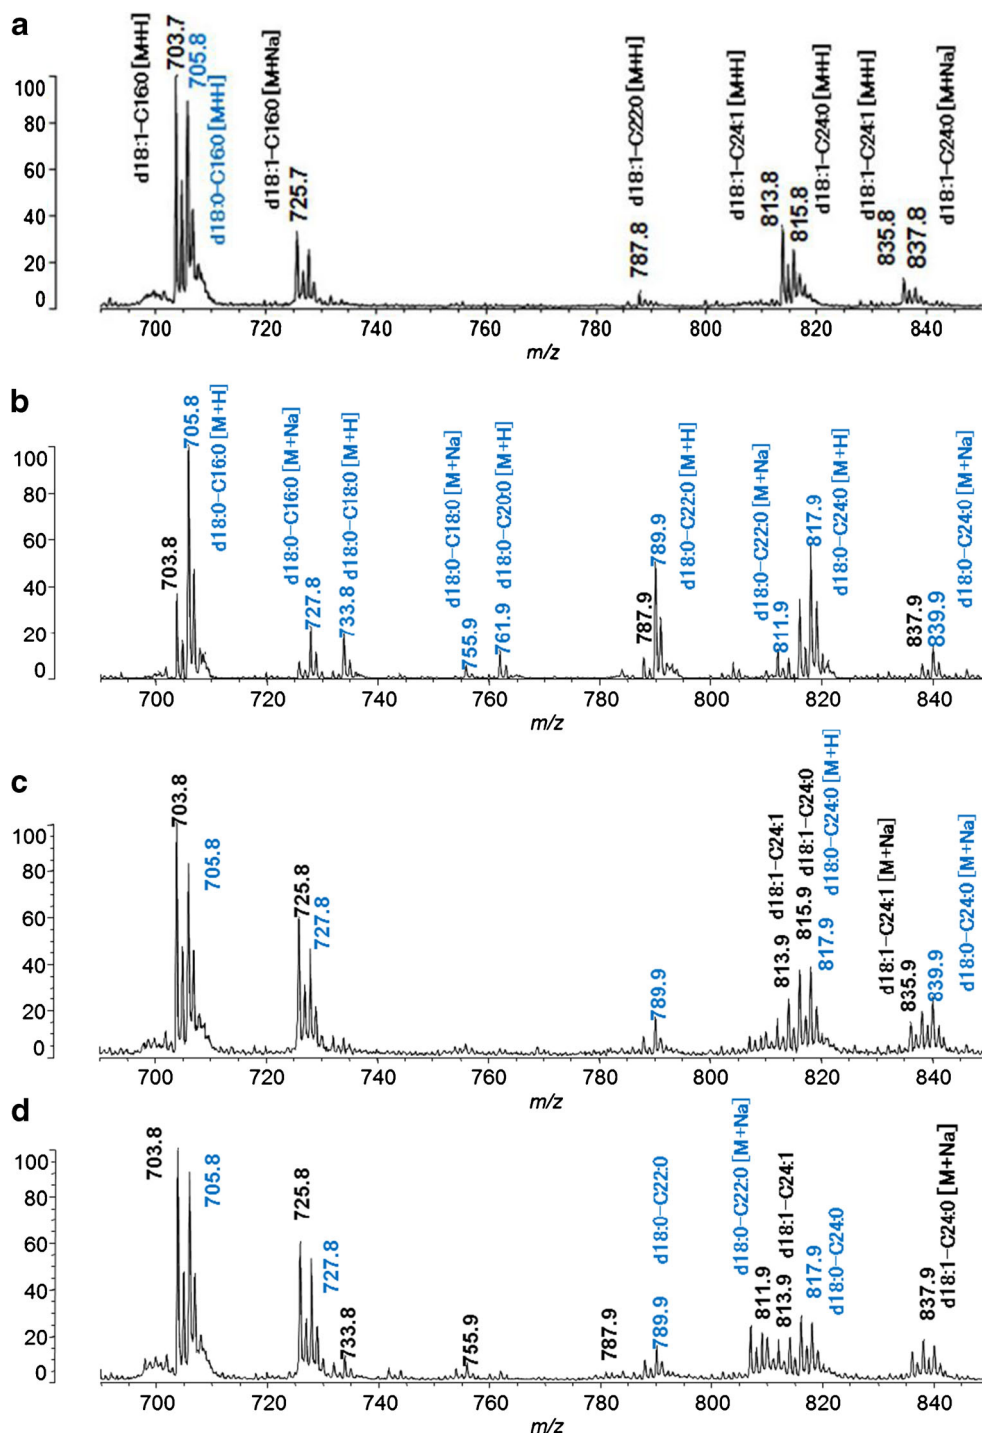 a
d18:1-C16:0 [M+H]
703.7
705.8
d18:0-C16:0 [M+H]
d18:1-C16:0 [M+Na]
725.7
d18:1-C22:0 [M+H]
787.8
d18:1-C24:1 [M+H]
813.8
815.8
d18:1-C24:0 [M+H]
d18:1-C24:1 [M+H]
835.8
837.8
d18:1-C24:0 [M+Na]
100
80
60
40
20
0
700 720 740 760 780 800 820 840
m/z
b
705.8
d18:0-C16:0 [M+H]
703.8
d18:0-C16:0 [M+Na]
727.8
733.8
d18:0-C18:0 [M+H]
d18:0-C18:0 [M+Na]
755.9
761.9
d18:0-C20:0 [M+H]
787.9
789.9
d18:0-C22:0 [M+H]
d18:0-C22:0 [M+Na]
811.9
817.9
d18:0-C24:0 [M+H]
837.9
839.9
d18:0-C24:0 [M+Na]
100
80
60
40
20
0
700 720 740 760 780 800 820 840
m/z
c
703.8
705.8
725.8
727.8
789.9
d18:1-C24:1
813.9
d18:1-C24:0
815.9
d18:0-C24:0 [M+H]
817.9
d18:1-C24:1 [M+Na]
835.9
839.9
d18:0-C24:0 [M+Na]
100
80
60
40
20
0
700 720 740 760 780 800 820 840
m/z
d
703.8
705.8
725.8
727.8
733.8
755.9
787.9
d18:0-C22:0
789.9
d18:0-C22:0 [M+Na]
811.9
d18:1-C24:1
813.9
817.9
d18:0-C24:0
837.9
d18:1-C24:0 [M+Na]
100
80
60
40
20
0
700 720 740 760 780 800 820 840
m/z